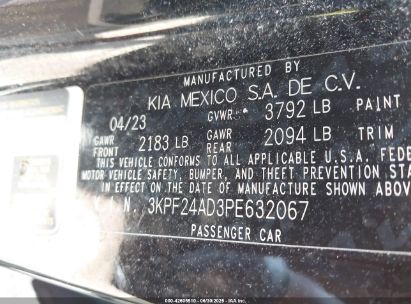 MANUFACTURED BY
KIA MEXICO S.A. DE C.V.
04/23 GVWR: 3792 LB PAINT
GAWR FRONT 2183 LB GAWR REAR 2094 LB TRIM
THIS VEHICLE CONFORMS TO ALL APPLICABLE U.S.A. FEDE
MOTOR VEHICLE SAFETY, BUMPER, AND THEFT PREVENTION STA
IN EFFECT ON THE DATE OF MANUFACTURE SHOWN ABOV
I. N. 3KPF24AD3PE632067
PASSENGER CAR